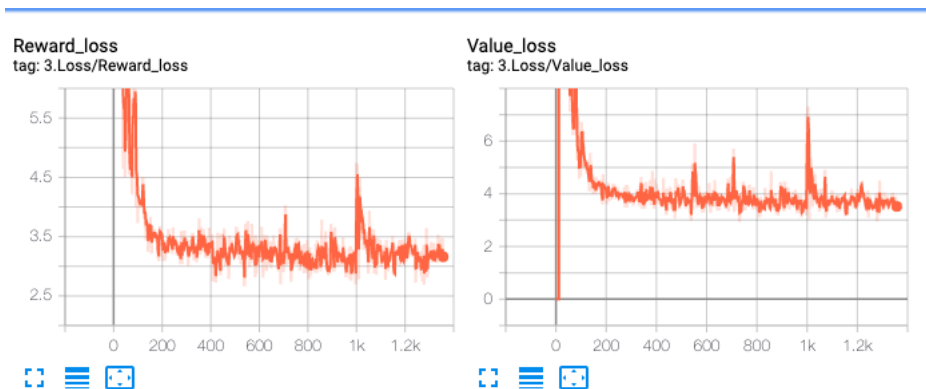 Reward_loss
tag: 3.Loss/Reward_loss
5.5
4.5
3.5
2.5
0 200 400 600 800 1k 1.2k
Value_loss
tag: 3.Loss/Value_loss
6
4
2
0
0 200 400 600 800 1k 1.2k